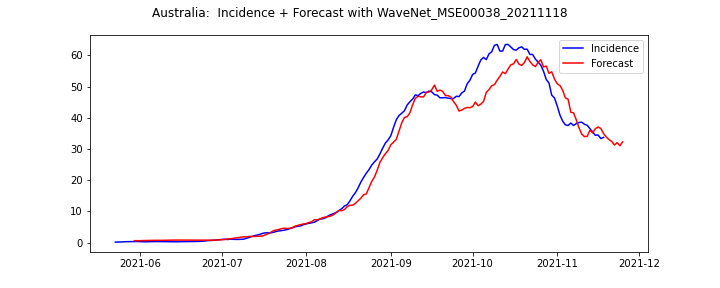 Australia:  Incidence + Forecast with WaveNet_MSE00038_20211118
Incidence
Forecast
60
50
40
30
20
10
0
2021-06 2021-07 2021-08 2021-09 2021-10 2021-11 2021-12